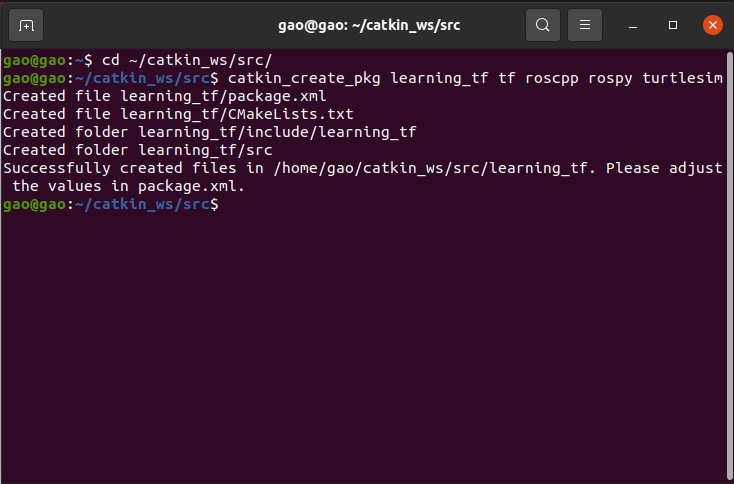 gao@gao: ~/catkin_ws/src
gao@gao:~$ cd ~/catkin_ws/src/
gao@gao:~/catkin_ws/src$ catkin_create_pkg learning_tf tf roscpp rospy turtlesim
Created file learning_tf/package.xml
Created file learning_tf/CMakeLists.txt
Created folder learning_tf/include/learning_tf
Created folder learning_tf/src
Successfully created files in /home/gao/catkin_ws/src/learning_tf. Please adjust
 the values in package.xml.
gao@gao:~/catkin_ws/src$